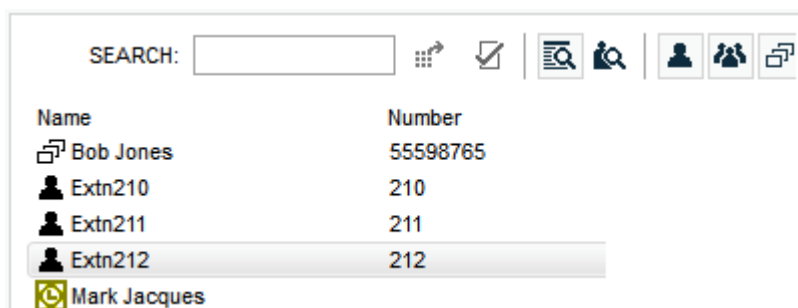 SEARCH:
Name Number
Bob Jones 55598765
Extn210 210
Extn211 211
Extn212 212
Mark Jacques